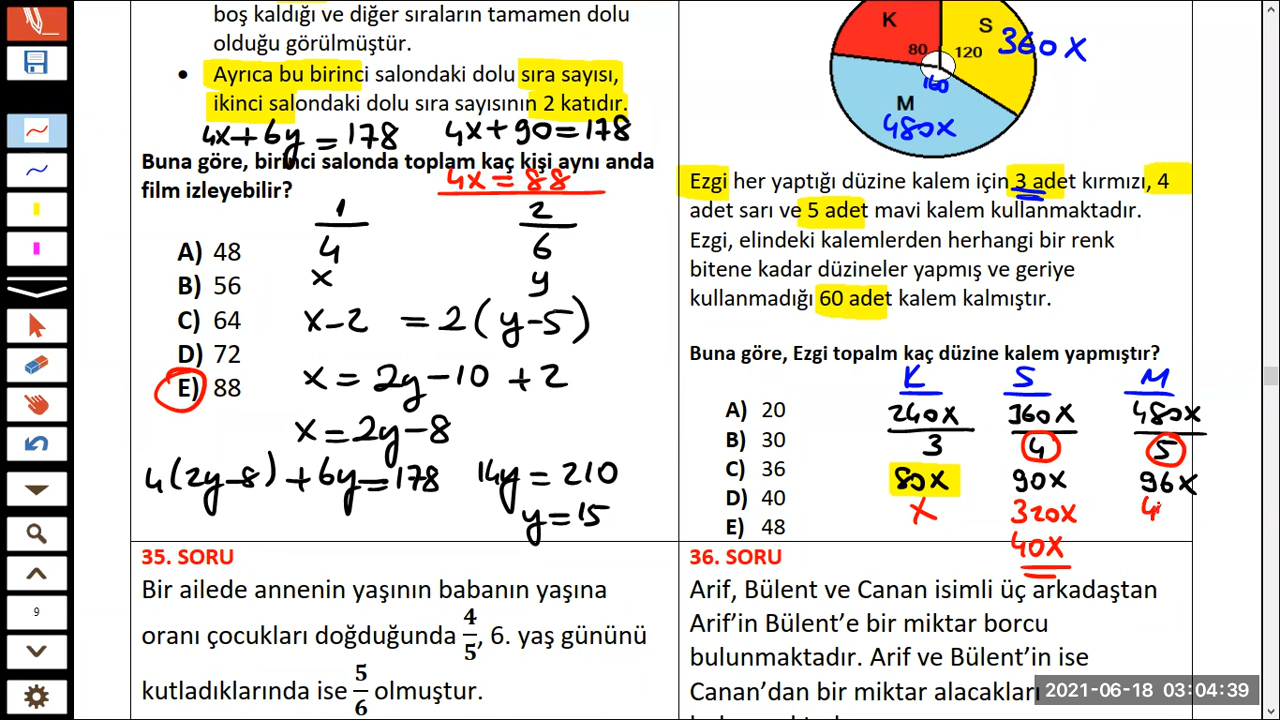 boş kaldığı ve diğer sıraların tamamen dolu
olduğu görülmüştür.
• Ayrıca bu birinci salondaki dolu sıra sayısı,
ikinci salondaki dolu sıra sayısının 2 katıdır.
4x+6y=178 4x+90=178
Buna göre, birinci salonda toplam kaç kişi aynı anda
film izleyebilir?
4x=88
1 2
4 6
x y
A) 48
B) 56
C) 64
D) 72
E) 88
x-2 = 2(y-5)
x = 2y-10+2
x=2y-8
4(2y-8)+6y=178 14y=210
y=15
35. SORU
Bir ailede annenin yaşının babanın yaşına
oranı çocukları doğduğunda 4/5, 6. yaş gününü
kutladıklarında ise 5/6 olmuştur.
K
S
360x
80
120
160
M
480x
Ezgi her yaptığı düzine kalem için 3 adet kırmızı, 4
adet sarı ve 5 adet mavi kalem kullanmaktadır.
Ezgi, elindeki kalemlerden herhangi bir renk
bitene kadar düzineler yapmış ve geriye
kullanmadığı 60 adet kalem kalmıştır.
Buna göre, Ezgi topalm kaç düzine kalem yapmıştır?
K S M
240x 360x 480x
3 4 5
80x 90x 96x
x 320x 4
40x
A) 20
B) 30
C) 36
D) 40
E) 48
36. SORU
Arif, Bülent ve Canan isimli üç arkadaştan
Arif'in Bülent'e bir miktar borcu
bulunmaktadır. Arif ve Bülent'in ise
Canan'dan bir miktar alacakları
2021-06-18 03:04:39
9